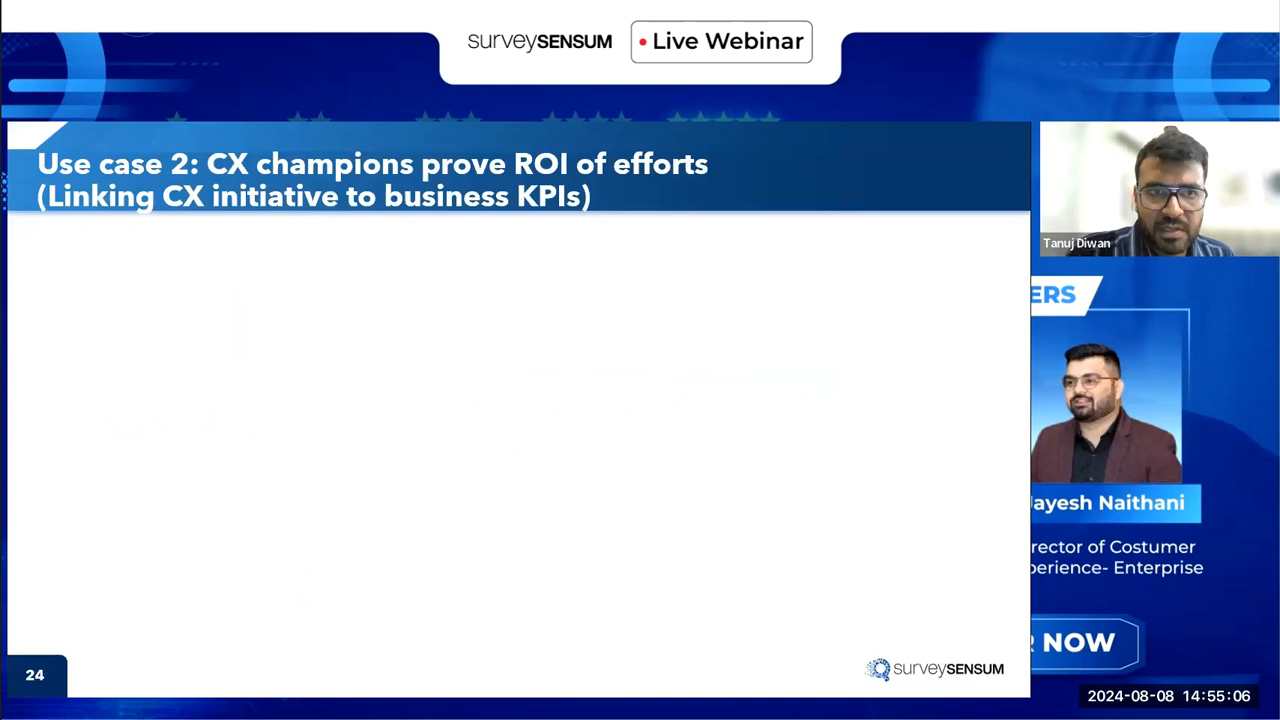 surveySENSUM
Live Webinar
Use case 2: CX champions prove ROI of efforts
(Linking CX initiative to business KPIs)
Tanuj Diwan
ERS
Jayesh Naithani
rector of Costumer
perience- Enterprise
R NOW
24
surveySENSUM
2024-08-08 14:55:06